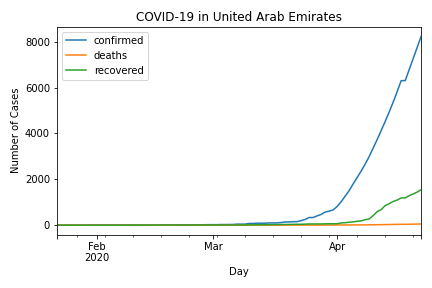 COVID-19 in United Arab Emirates
confirmed
deaths
recovered
8000
6000
4000
2000
0
Number of Cases
Feb
2020
Mar
Apr
Day